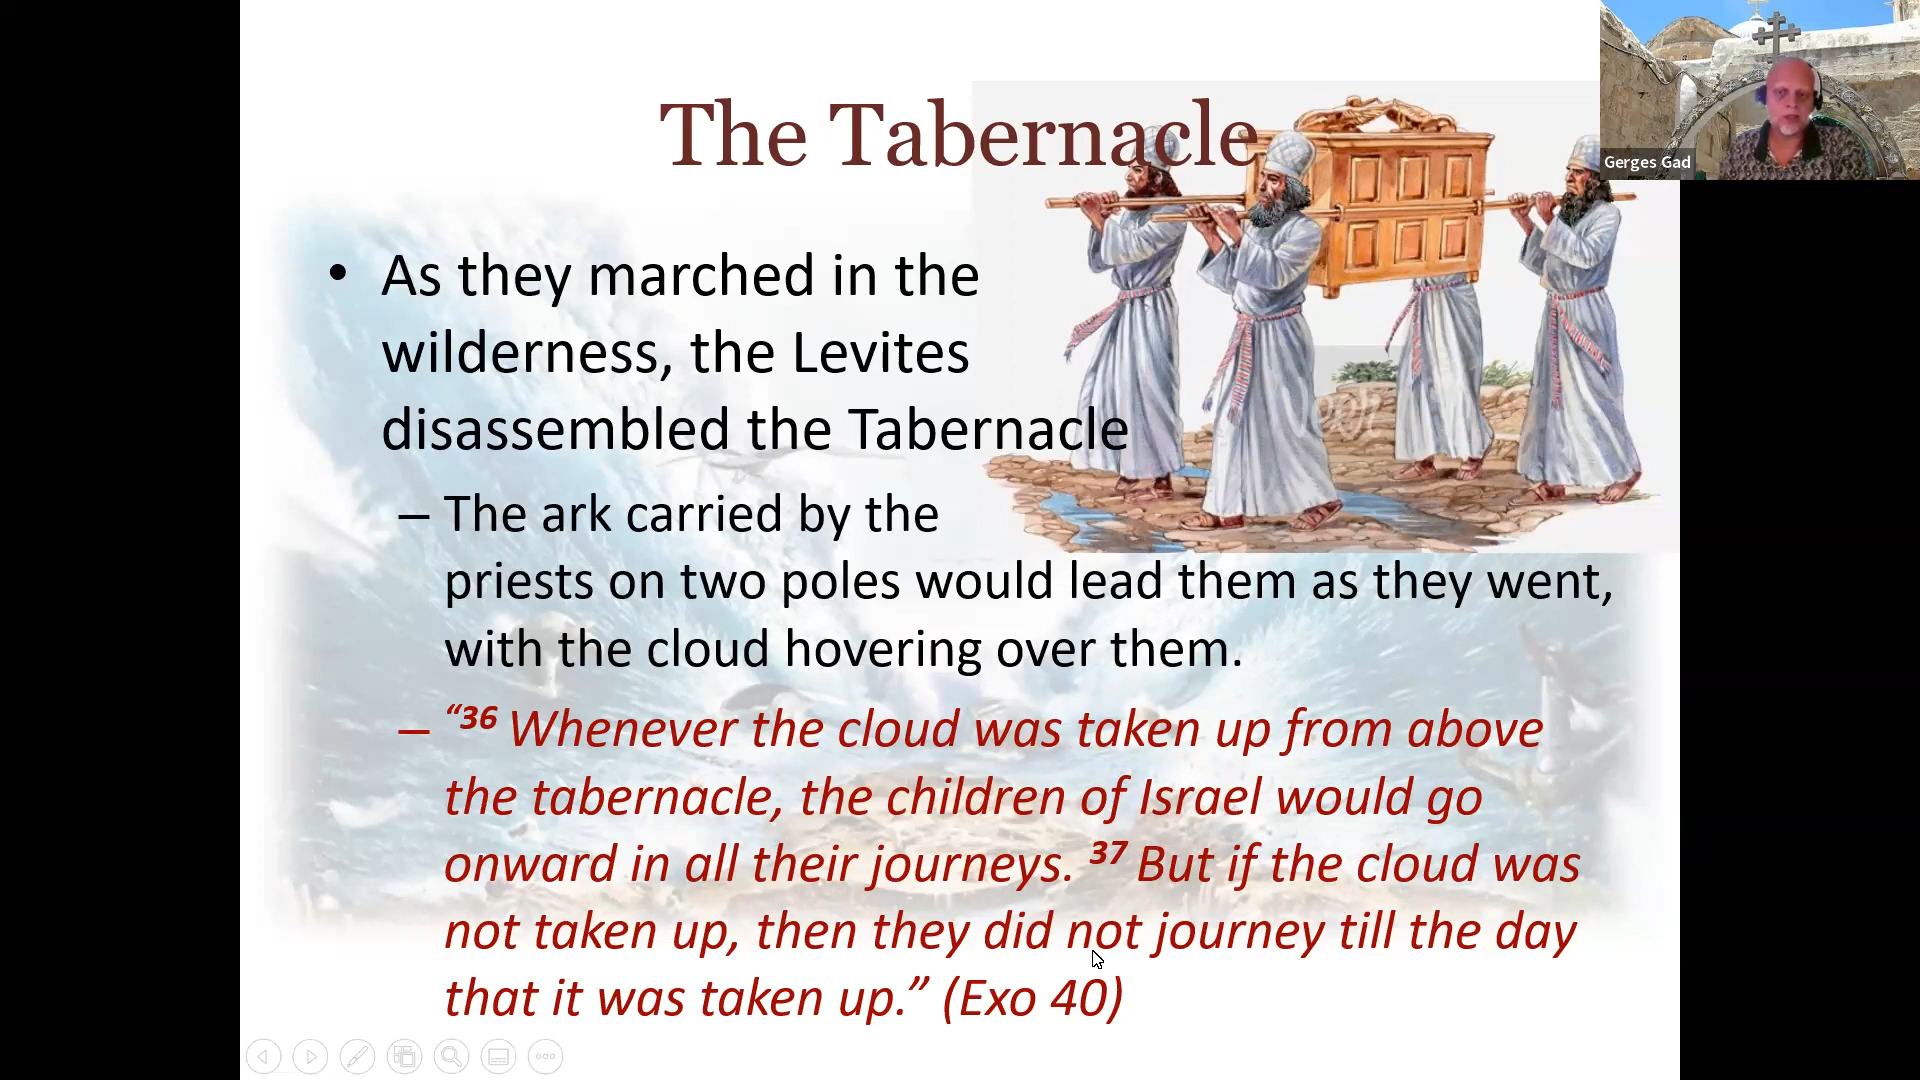 The Tabernacle
Gerges Gad
• As they marched in the
wilderness, the Levites
disassembled the Tabernacle
– The ark carried by the
priests on two poles would lead them as they went,
with the cloud hovering over them.
– “36 Whenever the cloud was taken up from above
the tabernacle, the children of Israel would go
onward in all their journeys. 37 But if the cloud was
not taken up, then they did not journey till the day
that it was taken up.” (Exo 40)